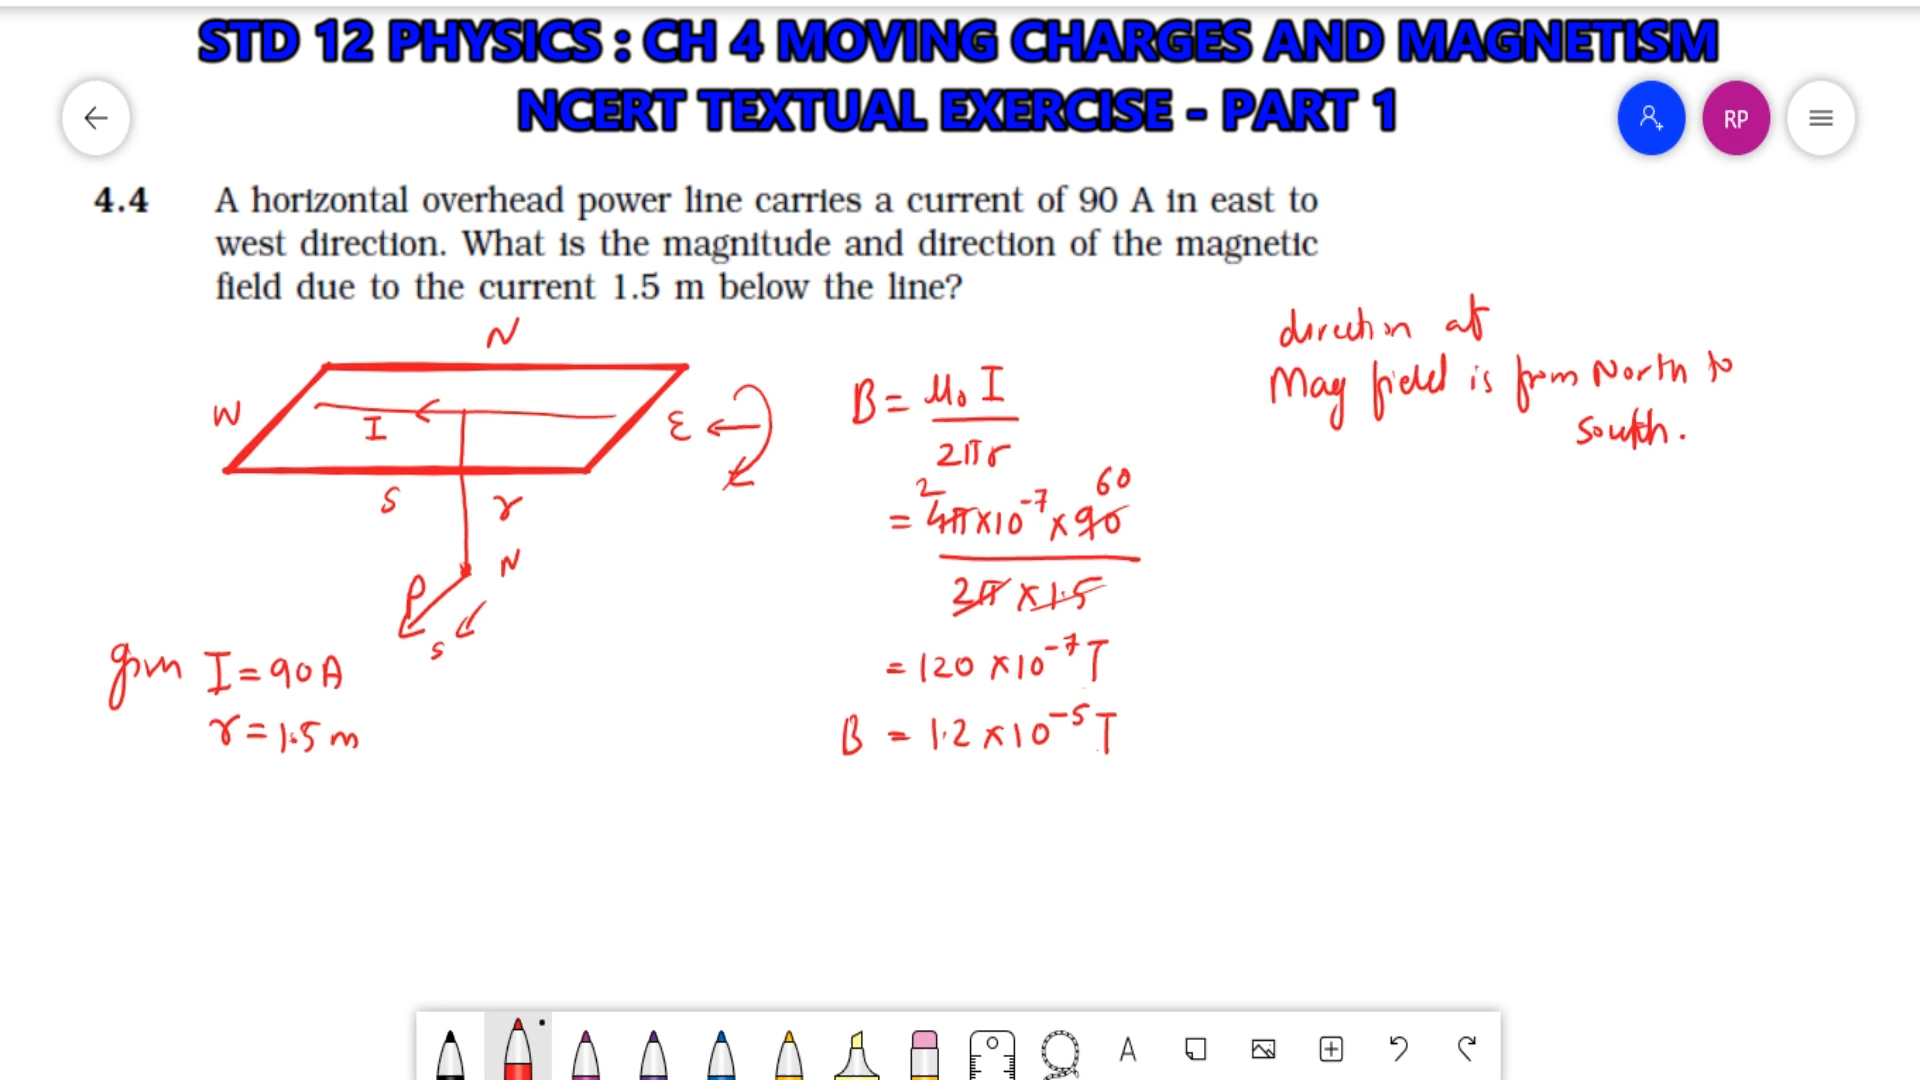 STD 12 PHYSICS : CH 4 MOVING CHARGES AND MAGNETISM
NCERT TEXTUAL EXERCISE - PART 1
RP
4.4 A horizontal overhead power line carries a current of 90 A in east to
west direction. What is the magnitude and direction of the magnetic
field due to the current 1.5 m below the line?
N
W
I
E
S
r
P
N
S
I = 90A
r = 1.5 m
B = μ₀ I
2πr
2 60
= 4π×10⁻⁷ × 90
2π × 1.5
= 120 × 10⁻⁷ T
B = 1.2 × 10⁻⁵ T
direction at
Mag field is from North to
south.
A